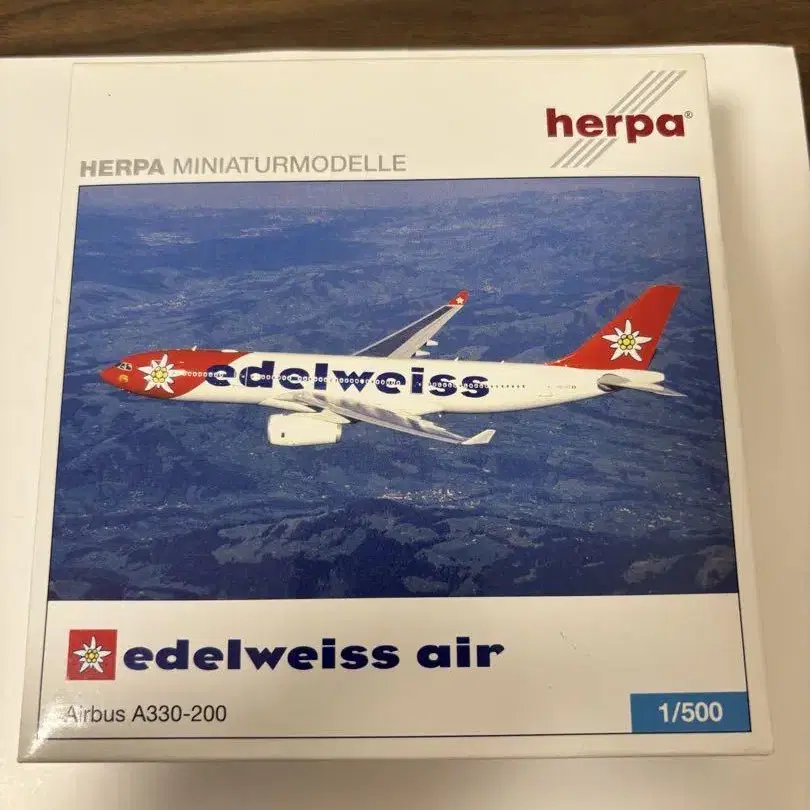 herpa®
HERPA MINIATURMODELLE
edelweiss
edelweiss air
Airbus A330-200
1/500